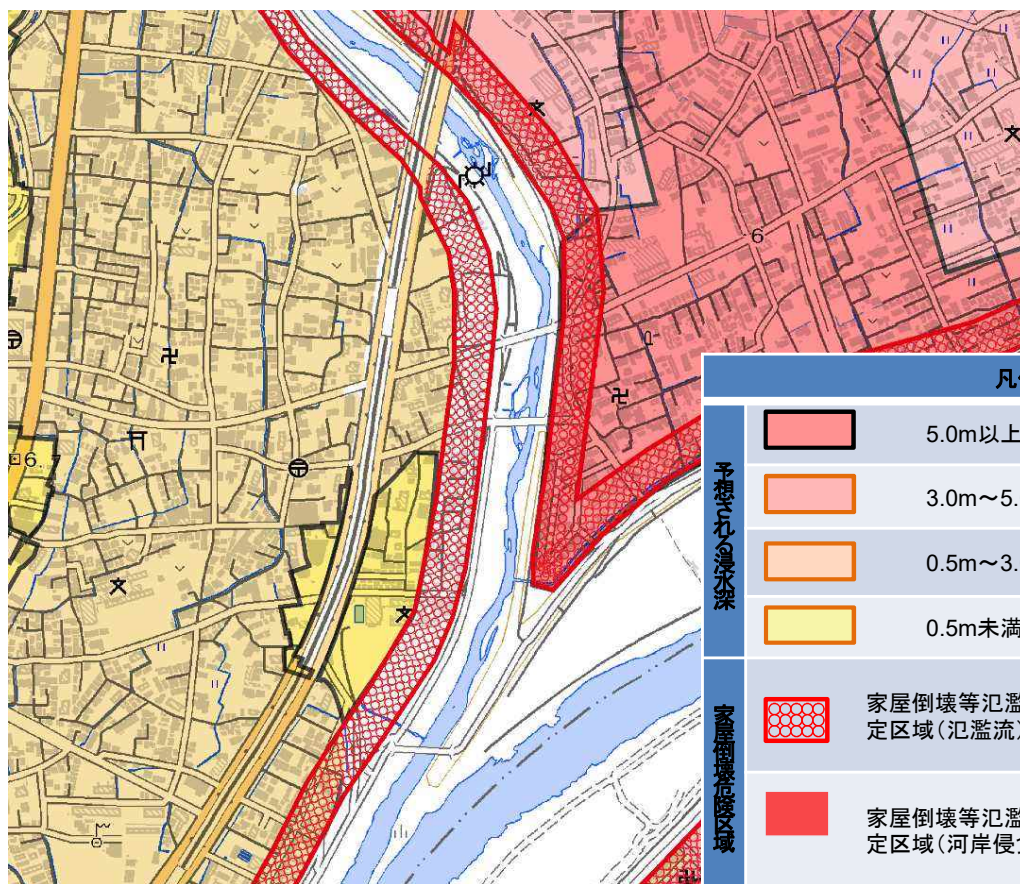 6
6.7
凡
予想される浸水深
5.0m以上
3.0m～5.
0.5m～3.
0.5m未満
家屋倒壊危険区域
家屋倒壊等氾濫
定区域(氾濫流)
家屋倒壊等氾濫
定区域(河岸侵